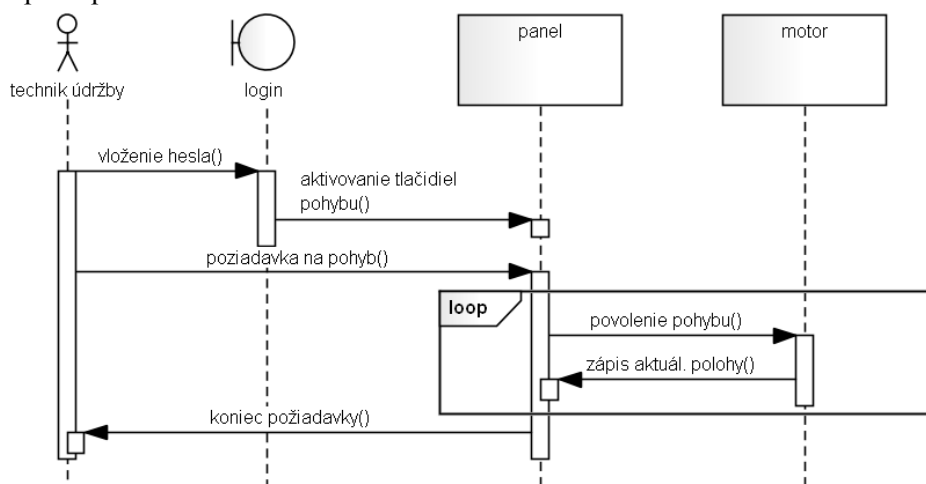 panel
motor
technik údržby
login
vloženie hesla()
aktivovanie tlačidiel
pohybu()
poziadavka na pohyb()
loop
povolenie pohybu()
zápis aktuál. polohy()
koniec požiadavky()